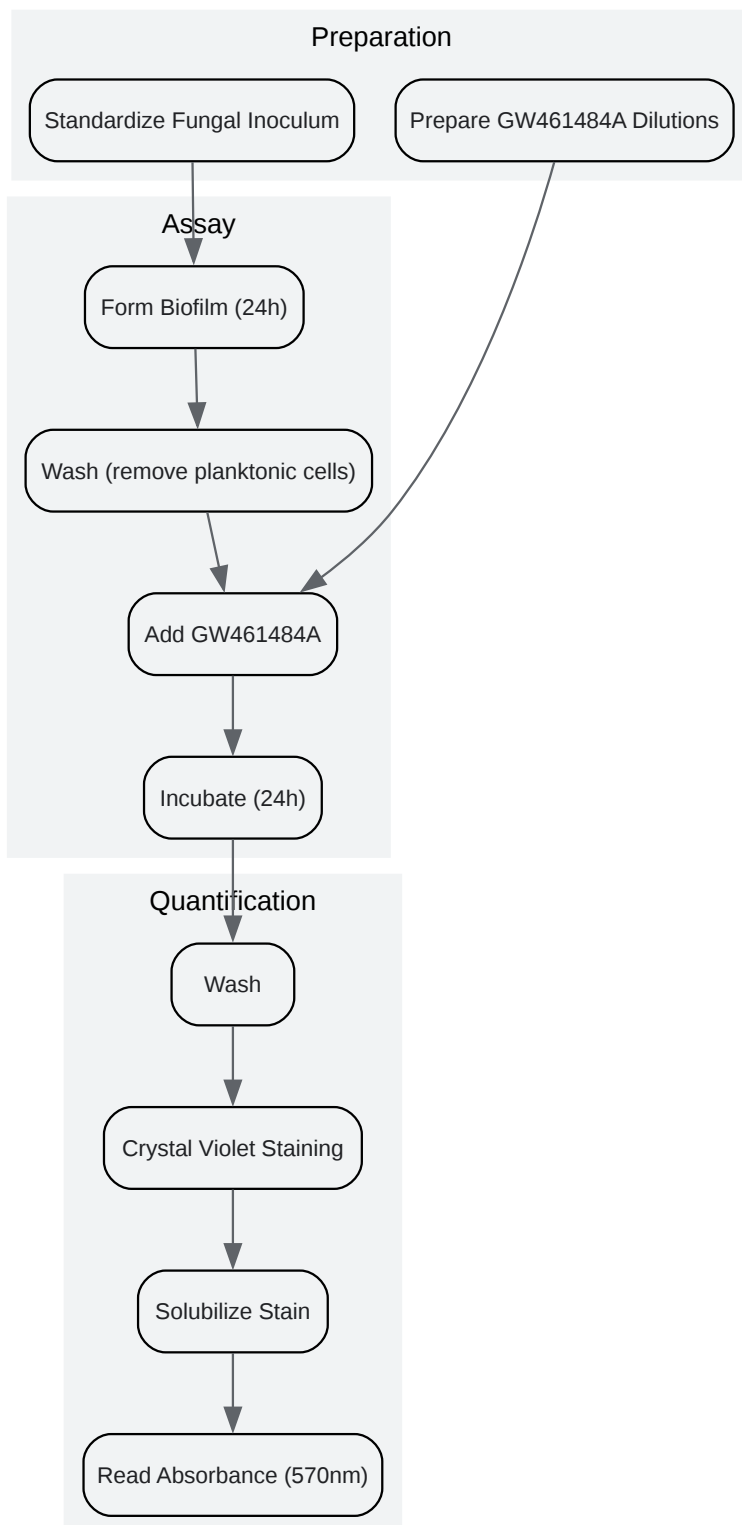 Preparation
Standardize Fungal Inoculum
Prepare GW461484A Dilutions
Assay
Form Biofilm (24h)
Wash (remove planktonic cells)
Add GW461484A
Incubate (24h)
Quantification
Wash
Crystal Violet Staining
Solubilize Stain
Read Absorbance (570nm)